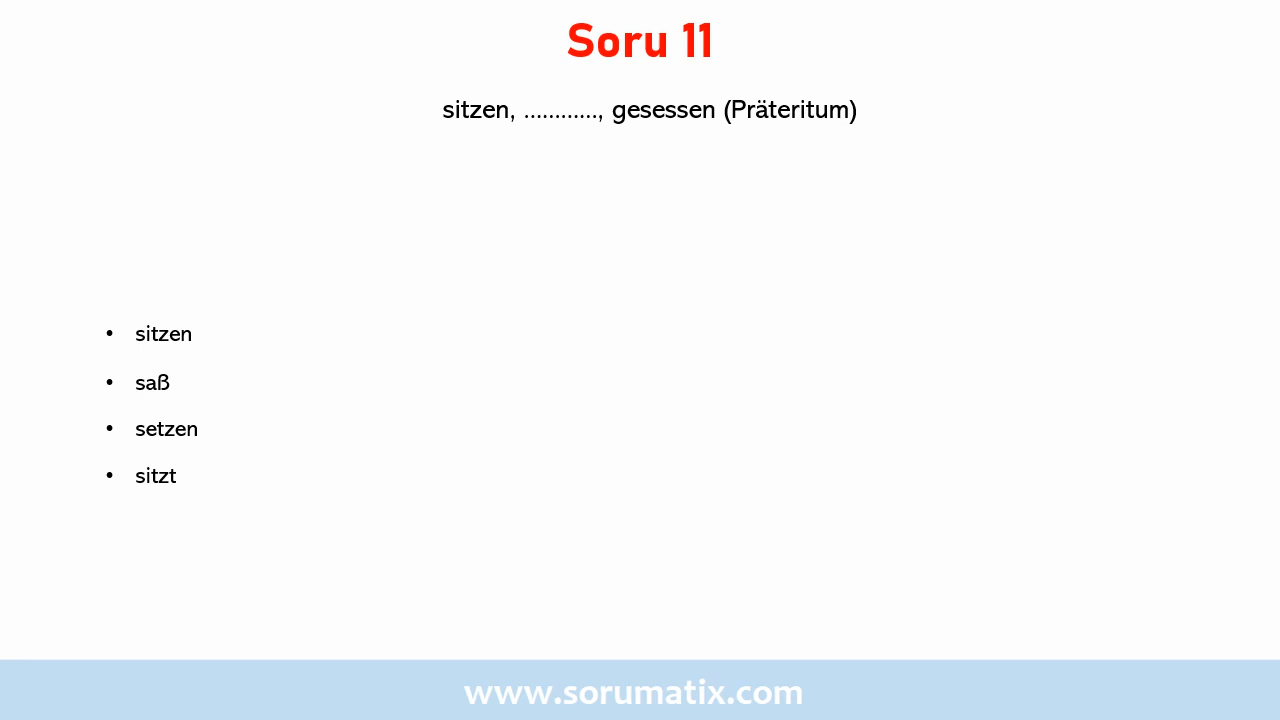 Soru 11
sitzen, ............, gesessen (Präteritum)
• sitzen
• saß
• setzen
• sitzt
www.sorumatix.com